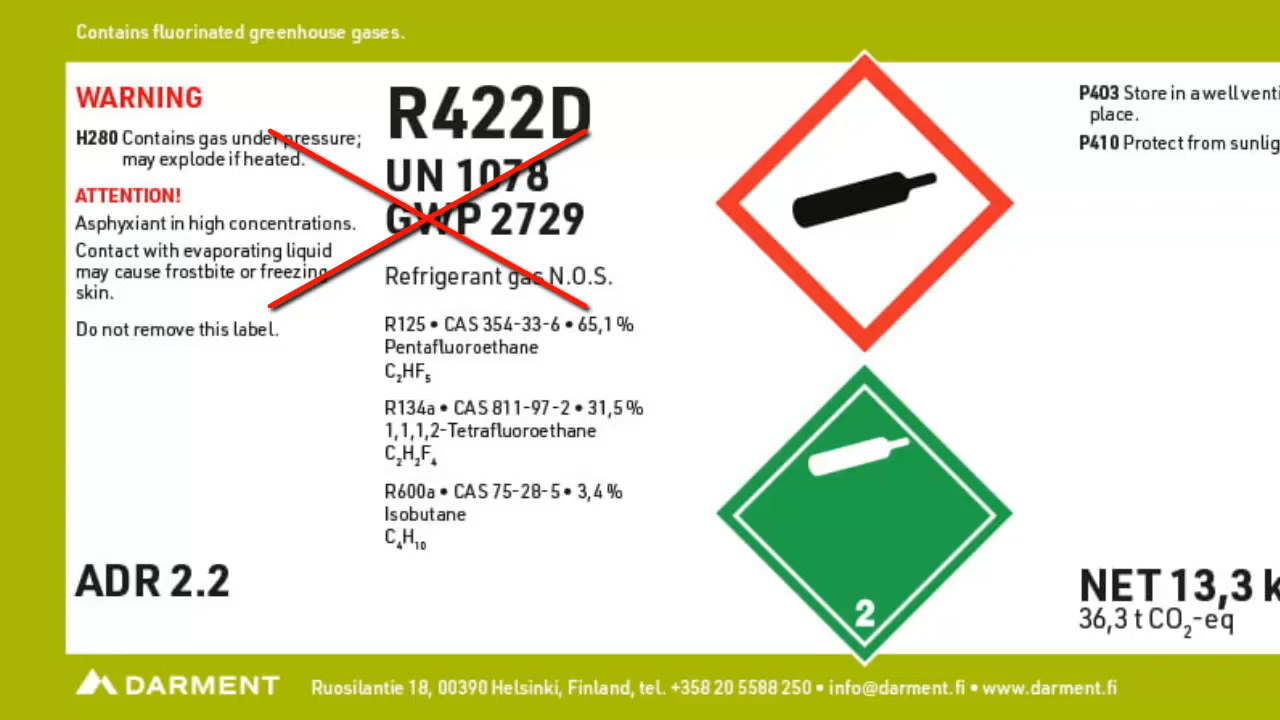 Contains fluorinated greenhouse gases.
WARNING
H280 Contains gas under pressure;
may explode if heated.
ATTENTION!
Asphyxiant in high concentrations.
Contact with evaporating liquid
may cause frostbite or freezing
skin.
Do not remove this label.
ADR 2.2
R422D
UN 1078
GWP 2729
Refrigerant gas N.O.S.
R125 • CAS 354-33-6 • 65,1 %
Pentafluoroethane
C₂HF₅
R134a • CAS 811-97-2 • 31,5 %
1,1,1,2-Tetrafluoroethane
C₂H₂F₄
R600a • CAS 75-28-5 • 3,4 %
Isobutane
C₄H₁₀
2
P403 Store in a well venti
place.
P410 Protect from sunlig
NET 13,3 k
36,3 t CO₂-eq
DARMENT
Ruosilantie 18, 00390 Helsinki, Finland, tel. +358 20 5588 250 • info@darment.fi • www.darment.fi